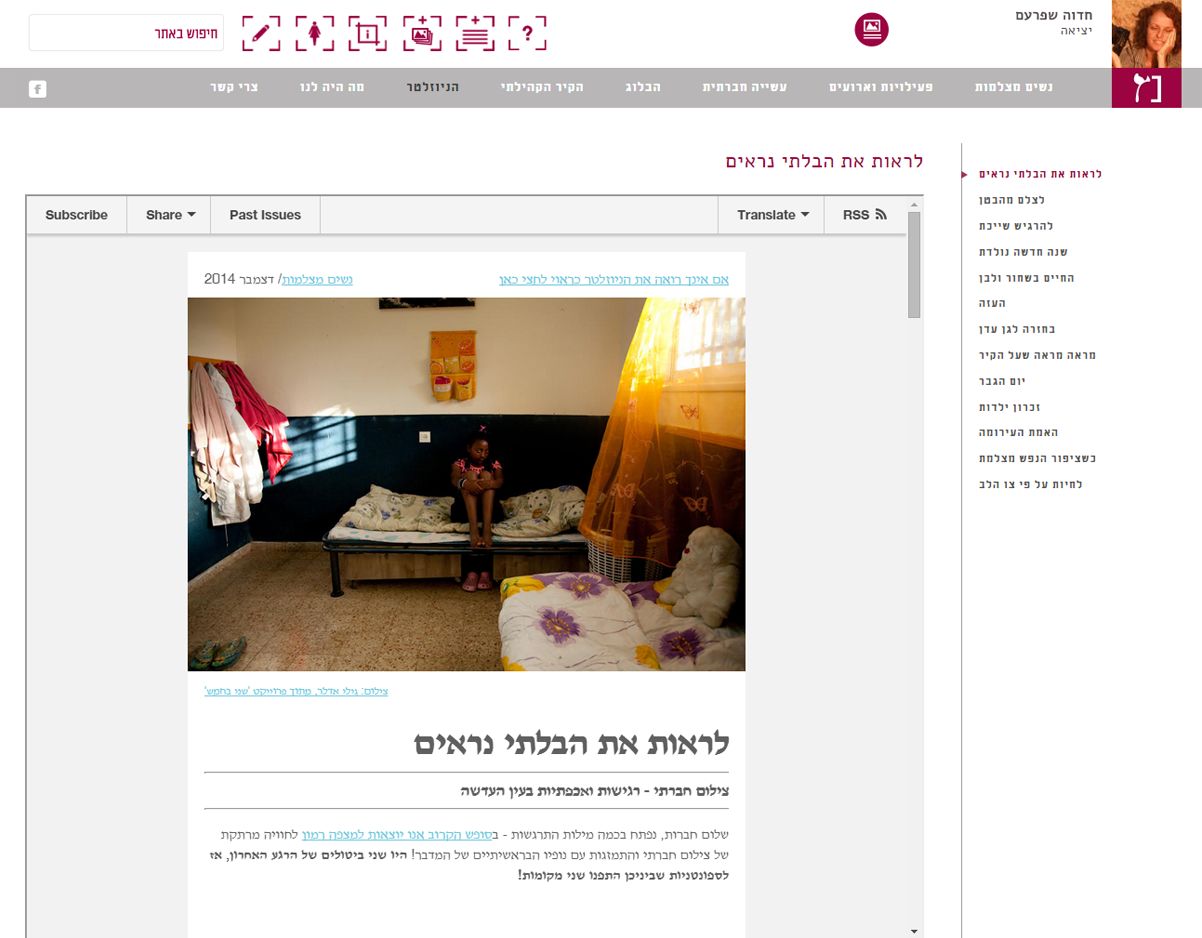 חדוה שפרעם
יציאה
?
חיפוש באתר
נשים מצלמות
פעילויות וארועים
עשייה חברתית
הבלוג
הקיר הקהילתי
הניוזלטר
מה היה לנו
צרי קשר
f
לראות את הבלתי נראים
לצלם מהבטן
להרגיש שייכת
שנה חדשה נולדת
החיים בשחור ולבן
העזה
בחזרה לגן עדן
מראה מראה שעל הקיר
יום הגבר
זכרון ילדות
האמת העירומה
כשציפור הנפש מצלמת
לחיות על פי צו הלב
לראות את הבלתי נראים
Subscribe Share Past Issues Translate RSS
אם אינך רואה את הניוזלטר כראוי לחצי כאן
נשים מצלמות/ דצמבר 2014
צילום: גילי אדלר, מתוך פרוייקט 'שני בחמש'
לראות את הבלתי נראים
צילום חברתי - רגישות ואכפתיות בעין העדשה
שלום חברות, נפתח בכמה מילות התרגשות - בסופש הקרוב אנו יוצאות למצפה רמון לחוויה מרתקת
של צילום חברתי והתמזגות עם נופיו הבראשיתיים של המדבר! היו שני ביטולים של הרגע האחרון, אז
לספונטניות שביניכן התפנו שני מקומות!